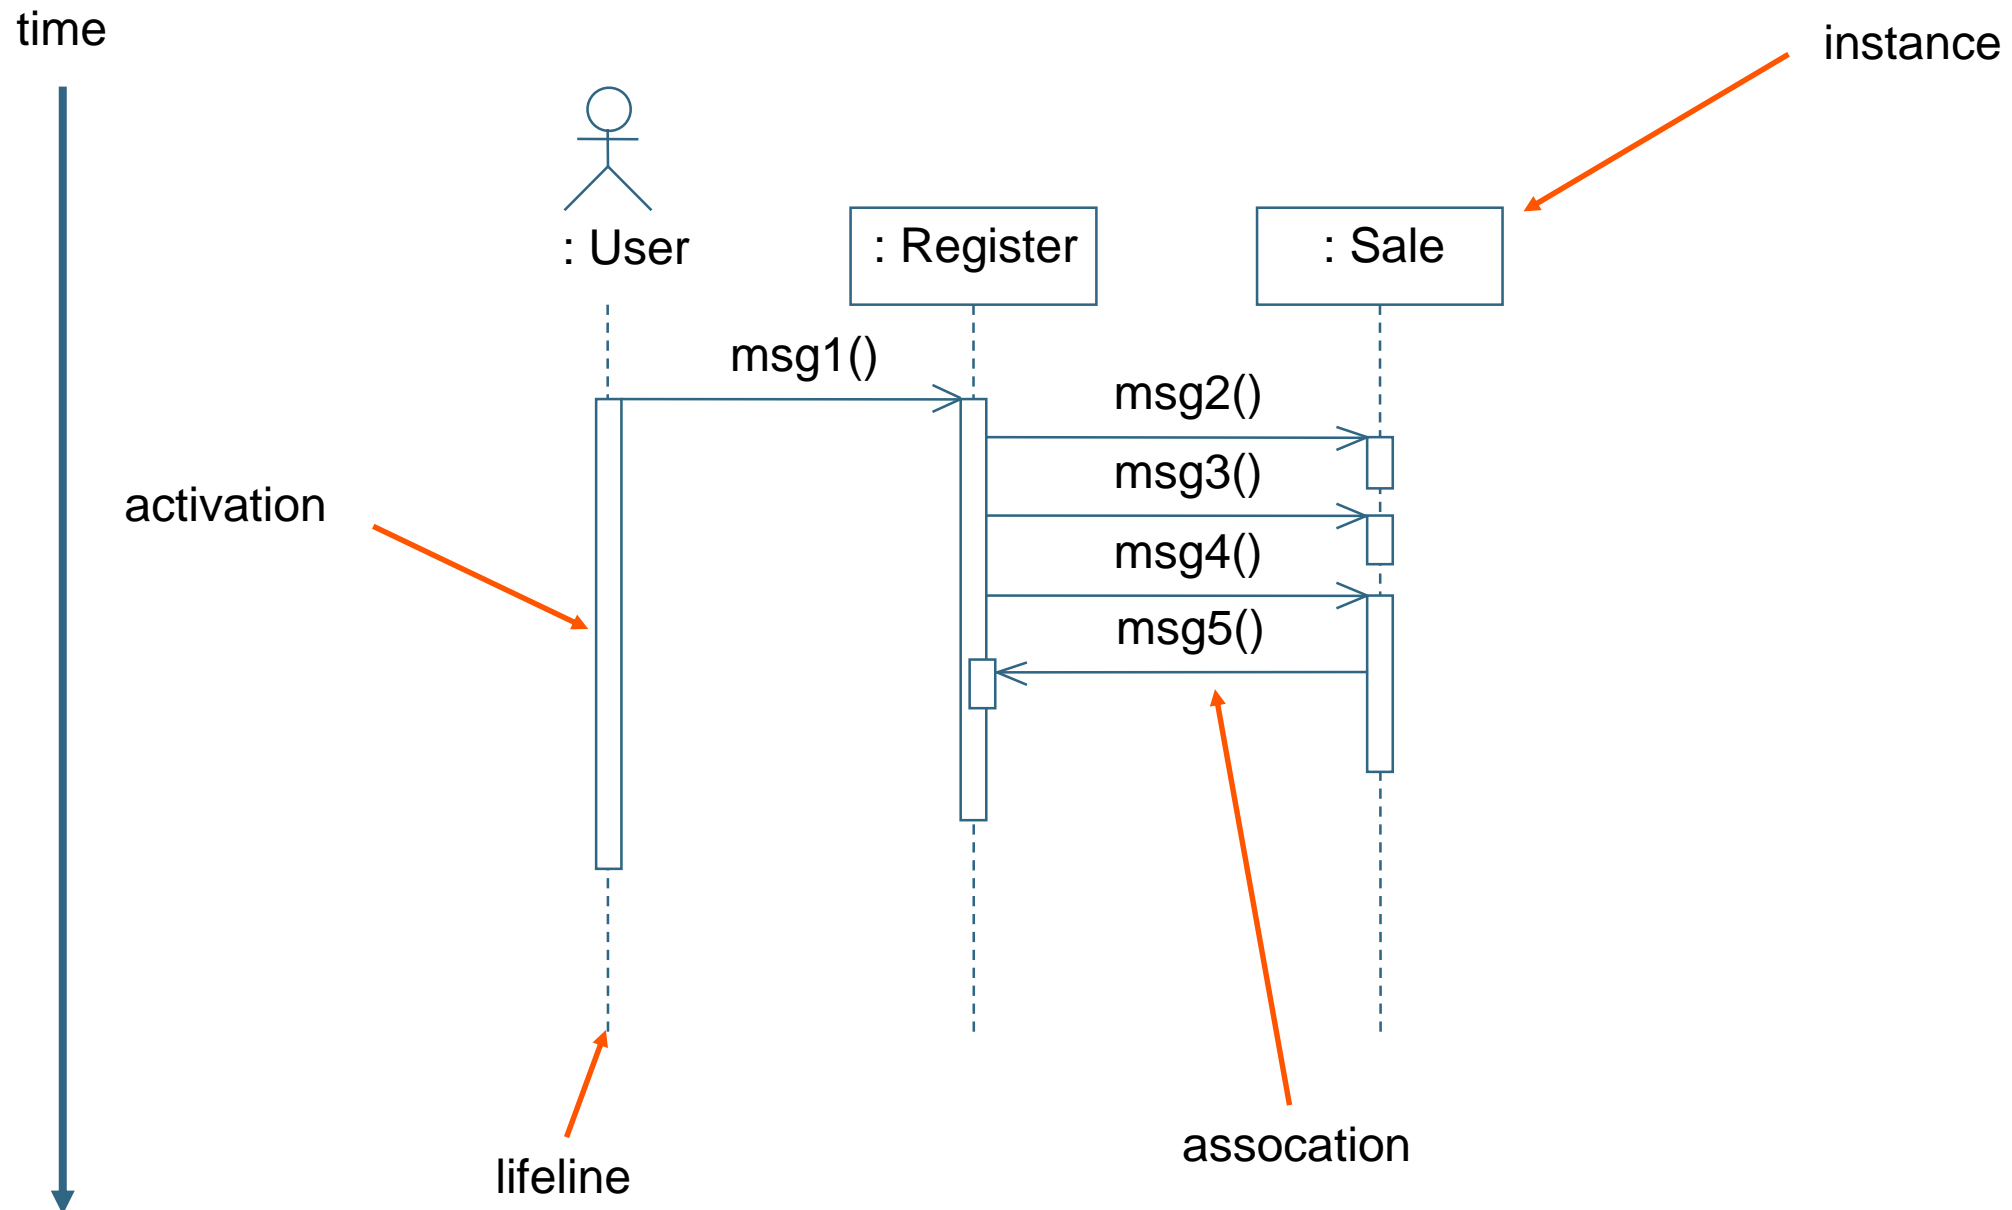 time
instance
: User
: Register
: Sale
msg1()
msg2()
msg3()
activation
msg4()
msg5()
assocation
lifeline